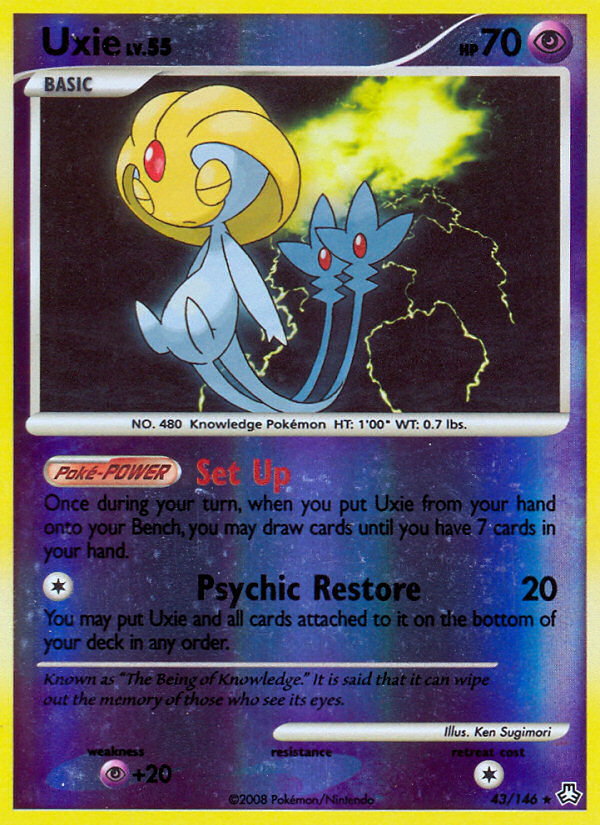 Uxie LV.55 HP 70
BASIC
NO. 480 Knowledge Pokémon HT: 1'00" WT: 0.7 lbs.
Poké-POWER Set Up
Once during your turn, when you put Uxie from your hand
onto your Bench, you may draw cards until you have 7 cards in
your hand.
Psychic Restore 20
You may put Uxie and all cards attached to it on the bottom of
your deck in any order.
Known as "The Being of Knowledge." It is said that it can wipe
out the memory of those who see its eyes.
Illus. Ken Sugimori
weakness resistance retreat cost
+20
©2008 Pokémon/Nintendo 43/146 ★